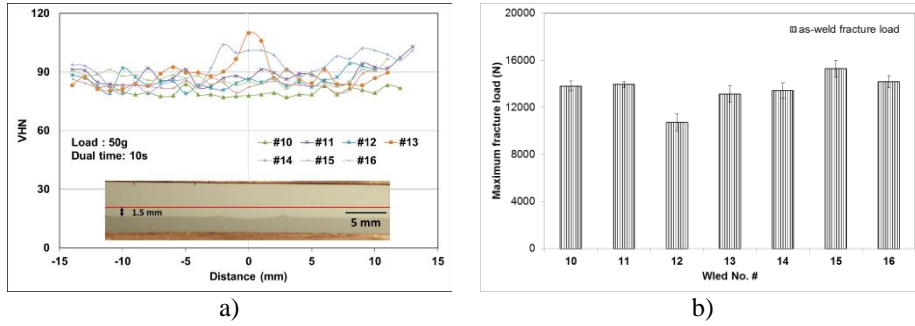 a)
120
90
60
30
0
VHN
Load : 50g
Dual time: 10s
#10 #11 #12 #13
#14 #15 #16
1.5 mm
5 mm
-15 -10 -5 0 5 10 15
Distance (mm)
a)
b)
20000
16000
12000
8000
4000
0
Maximum fracture load (N)
as-weld fracture load
10 11 12 13 14 15 16
Wled No. #
b)